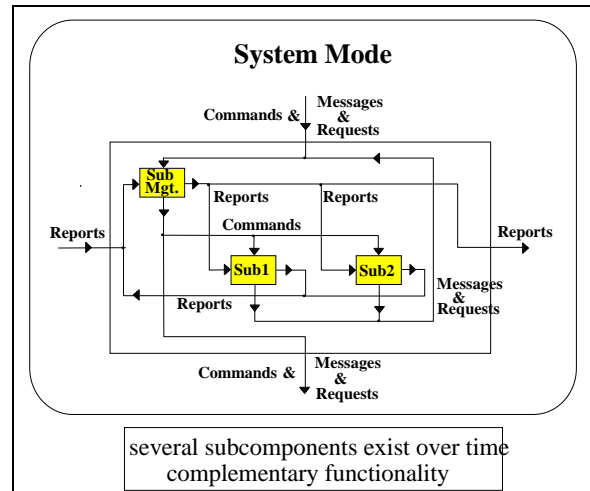 System Mode
Commands &
Messages
&
Requests
Sub
Mgt.
Reports
Reports
Reports
Commands
Reports
Sub1
Sub2
Reports
Messages
&
Requests
Commands &
Messages
&
Requests
several subcomponents exist over time
complementary functionality